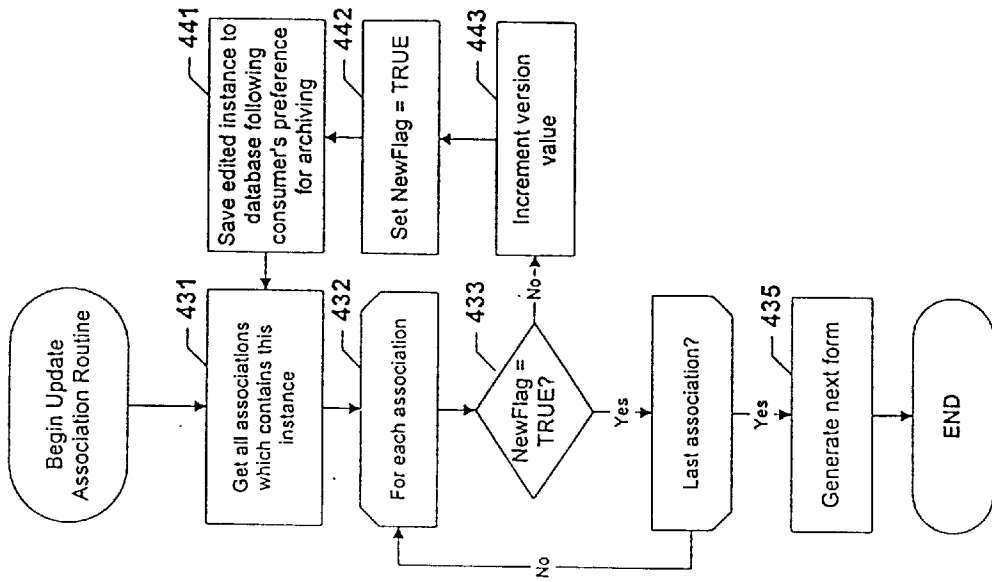 Begin Update
Association Routine
431
Get all associations
which contains this
instance
432
For each association
433
NewFlag =
TRUE?
No
Yes
Last association?
No
Yes
435
Generate next form
END
441
Save edited instance to
database following
consumer's preference
for archiving
442
Set NewFlag = TRUE
443
Increment version
value